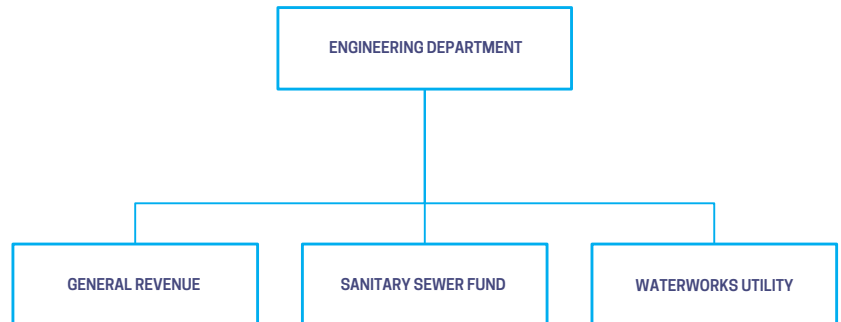 ENGINEERING DEPARTMENT
GENERAL REVENUE
SANITARY SEWER FUND
WATERWORKS UTILITY